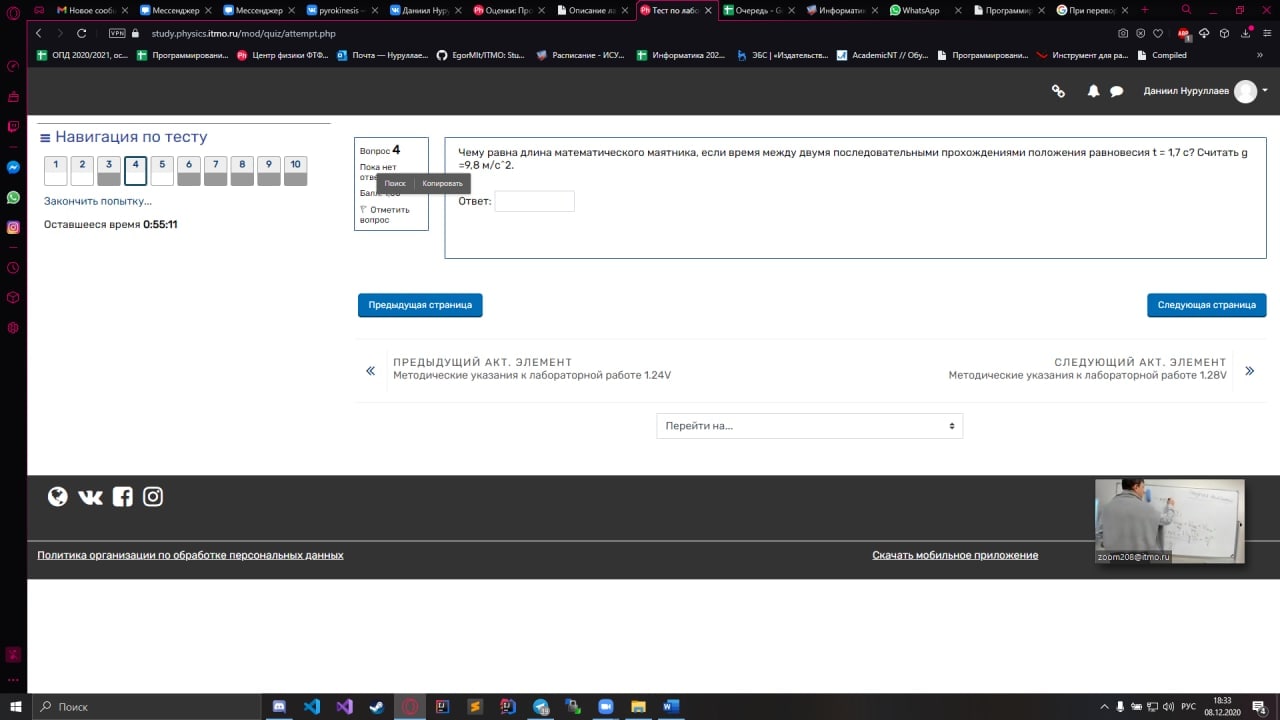 Новое сообщ
Мессенджер
Мессенджер
pyrokinesis –
Даниил Нуру
Оценки: Пр
Описание ла
Тест по лабо
Очередь - G
Информати
WhatsApp
Программир
При перевор
VPN
study.physics.itmo.ru/mod/quiz/attempt.php
ОПД 2020/2021, ос...
Программировани...
Центр физики ФТФ...
Почта — Нуруллае...
EgorMIt/ITMO: Stu...
Расписание - ИСУ...
Информатика 202...
ЭБС «Издательств...
AcademicNT // Обу...
Программировани...
Инструмент для ра...
Compiled
Даниил Нуруллаев
Навигация по тесту
1 2 3 4 5 6 7 8 9 10
Закончить попытку...
Оставшееся время 0:55:11
Вопрос 4
Пока нет
отве
Поиск
Копировать
Балл
Отметить
вопрос
Чему равна длина математического маятника, если время между двумя последовательными прохождениями положения равновесия t = 1,7 с? Считать g
=9,8 м/с^2.
Ответ:
Предыдущая страница
Следующая страница
ПРЕДЫДУЩИЙ АКТ. ЭЛЕМЕНТ
Методические указания к лабораторной работе 1.24V
СЛЕДУЮЩИЙ АКТ. ЭЛЕМЕНТ
Методические указания к лабораторной работе 1.28V
Перейти на...
zoom208@itmo.ru
Политика организации по обработке персональных данных
Скачать мобильное приложение
Поиск
РУС
18:33
08.12.2020